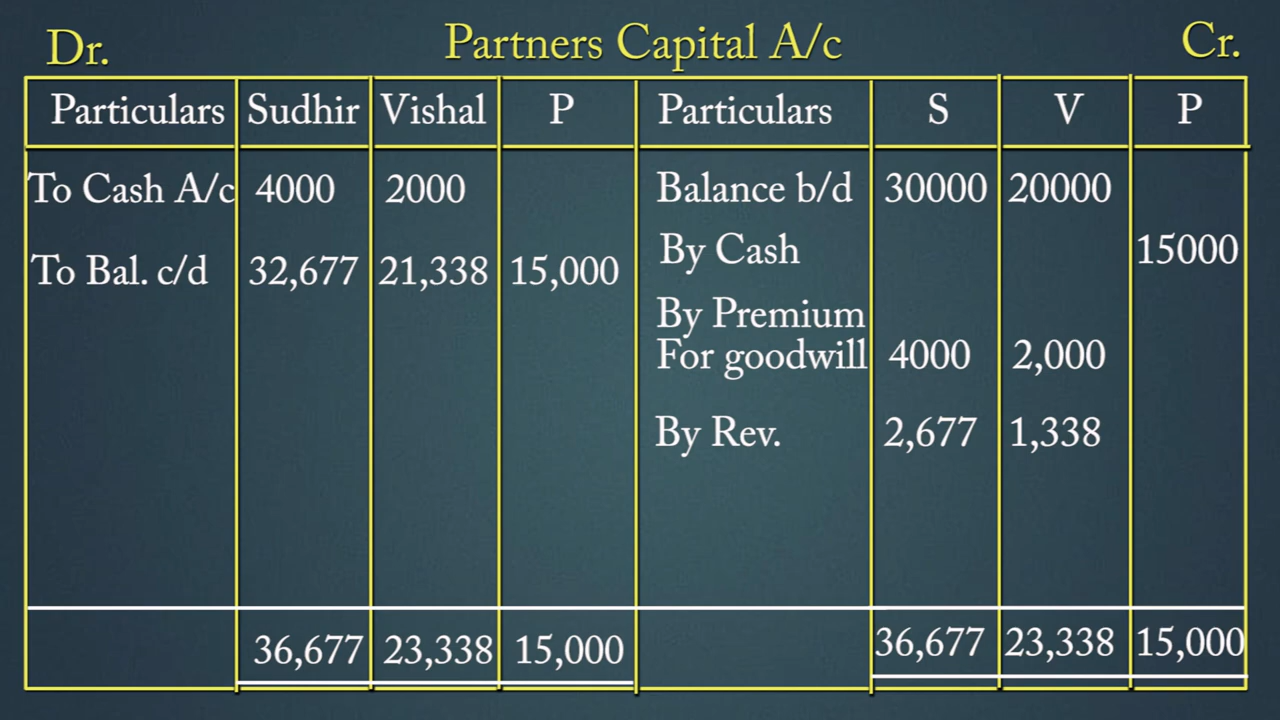 Dr. Partners Capital A/c Cr.
Particulars Sudhir Vishal P Particulars S V P
To Cash A/c 4000 2000 Balance b/d 30000 20000
By Cash 15000
To Bal. c/d 32,677 21,338 15,000
By Premium
For goodwill 4000 2,000
By Rev. 2,677 1,338
36,677 23,338 15,000 36,677 23,338 15,000